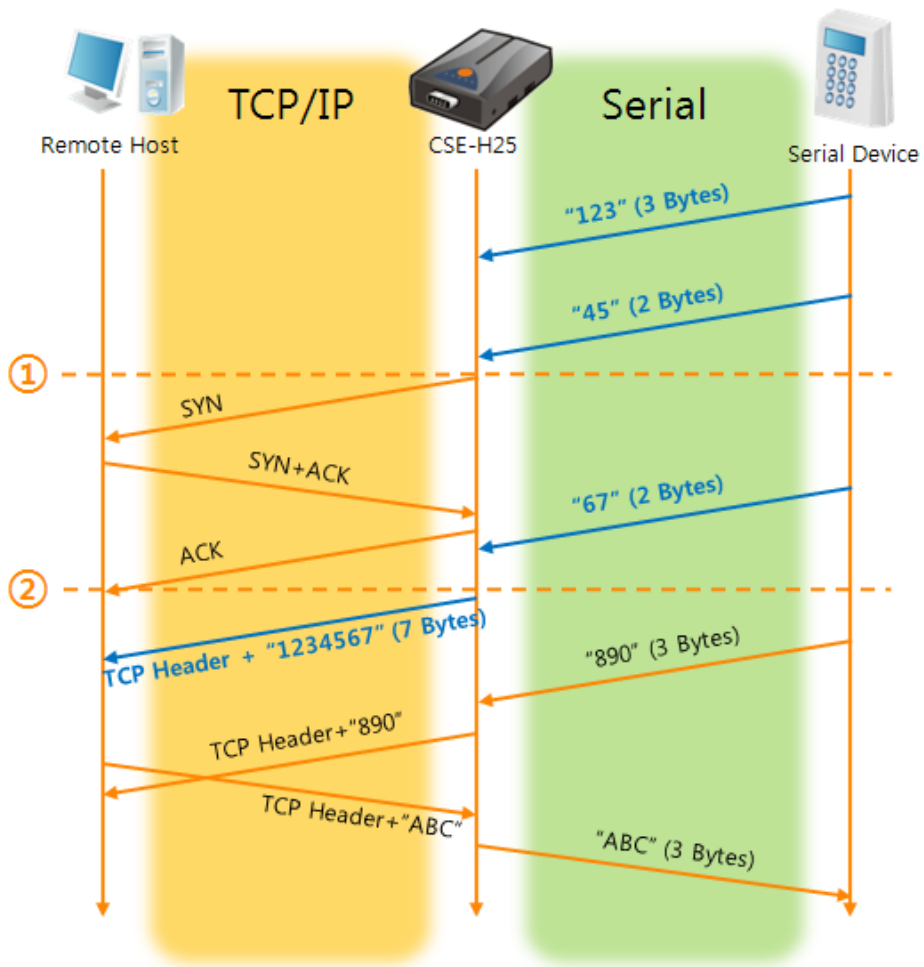 TCP/IP
Serial
Remote Host
CSE-H25
Serial Device
“123” (3 Bytes)
“45” (2 Bytes)
①
SYN
SYN+ACK
“67” (2 Bytes)
ACK
②
TCP Header + “1234567” (7 Bytes)
“890” (3 Bytes)
TCP Header+“890”
TCP Header+“ABC“
“ABC” (3 Bytes)